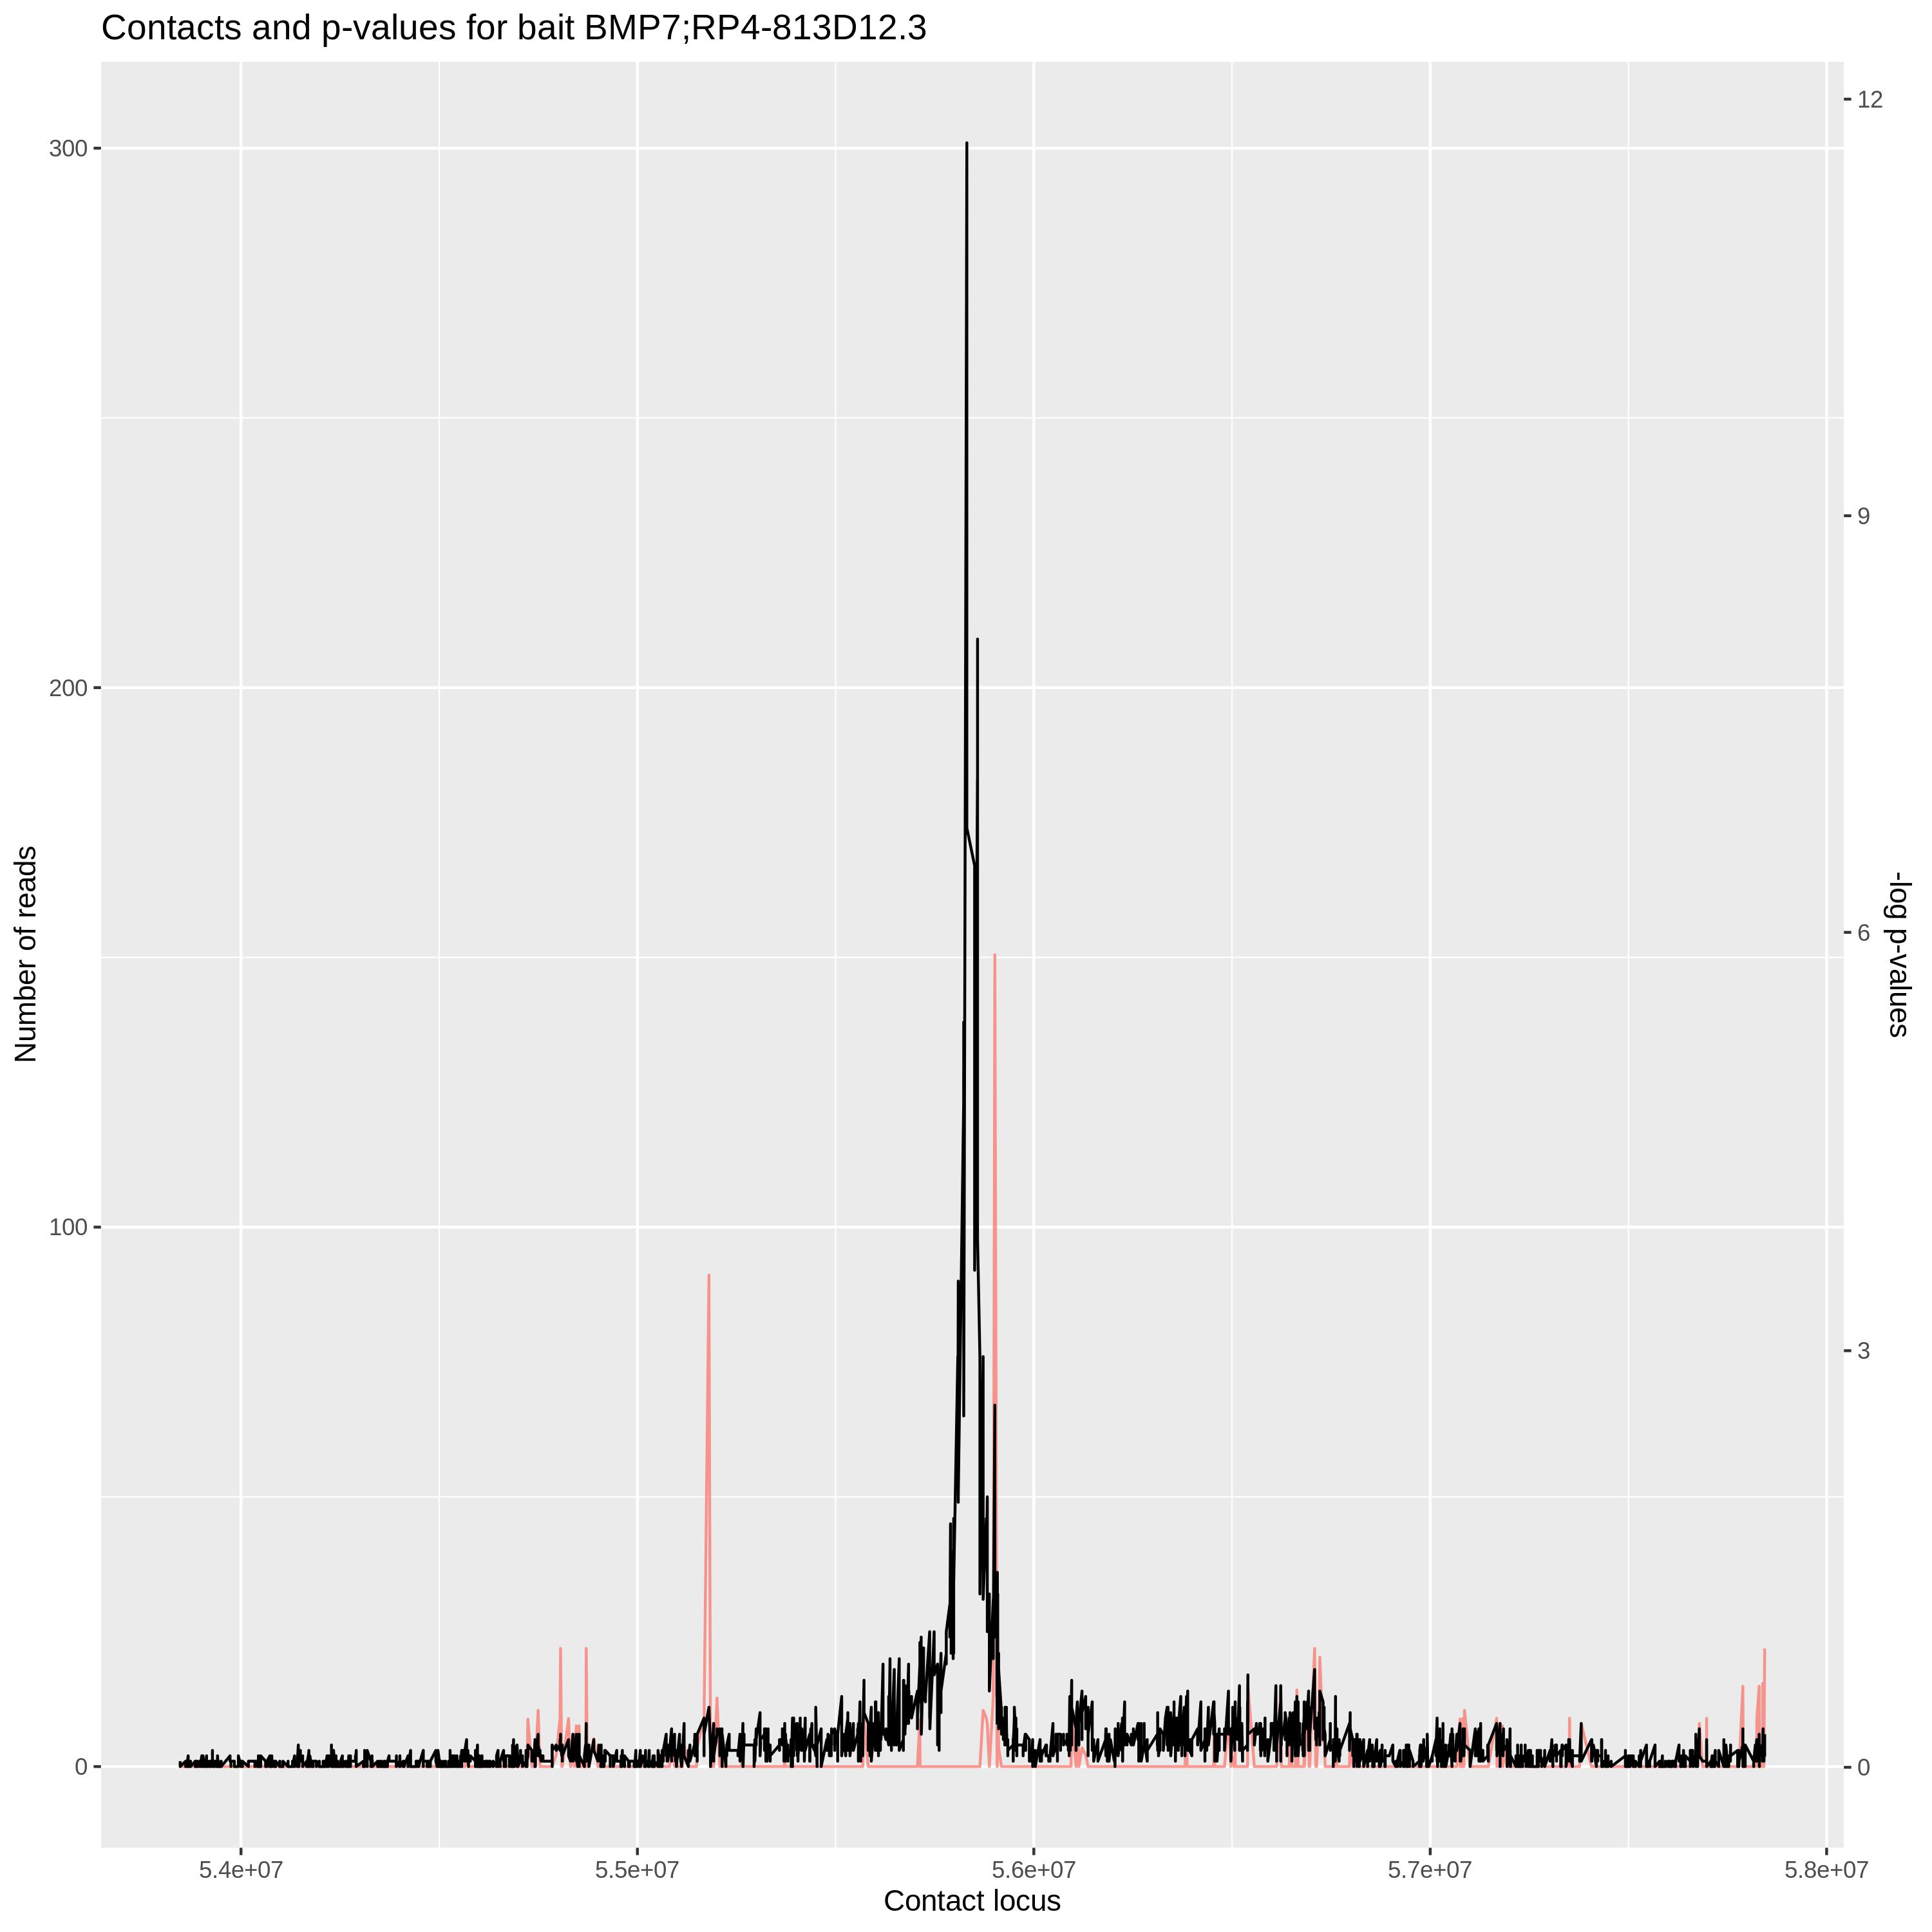 Contacts and p-values for bait BMP7;RP4-813D12.3
300
200
100
0
Number of reads
12
9
6
3
0
-log p-values
5.4e+07
5.5e+07
5.6e+07
5.7e+07
5.8e+07
Contact locus